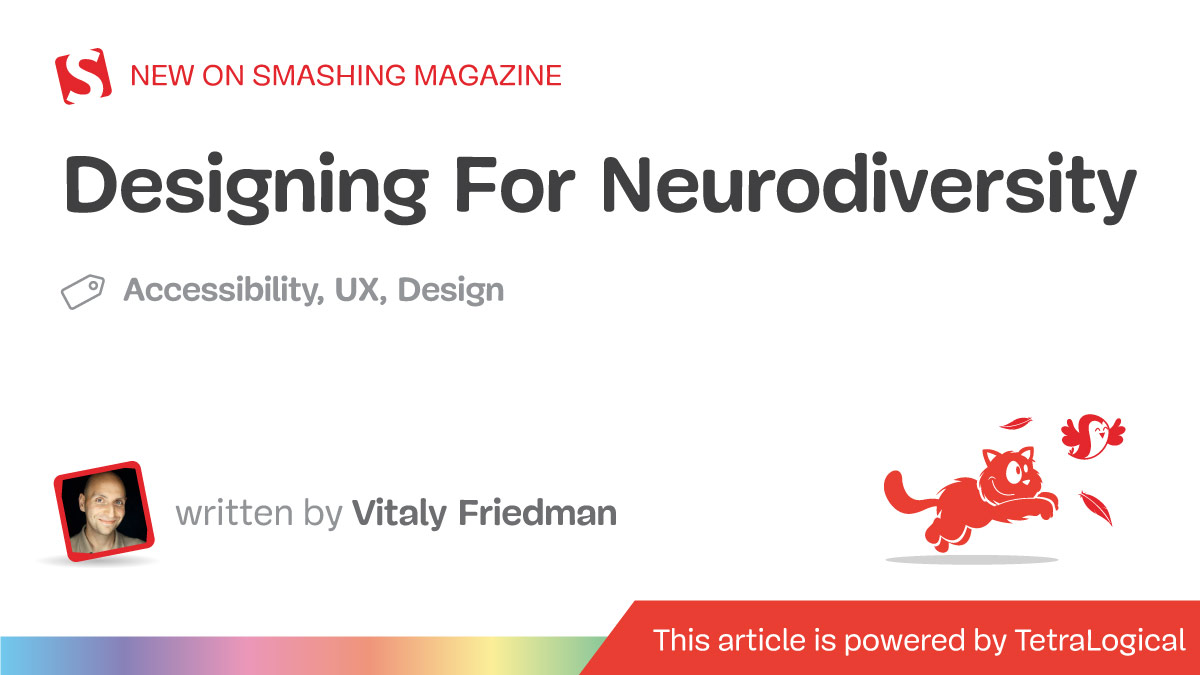 NEW ON SMASHING MAGAZINE
Designing For Neurodiversity
Accessibility, UX, Design
written by Vitaly Friedman
This article is powered by TetraLogical